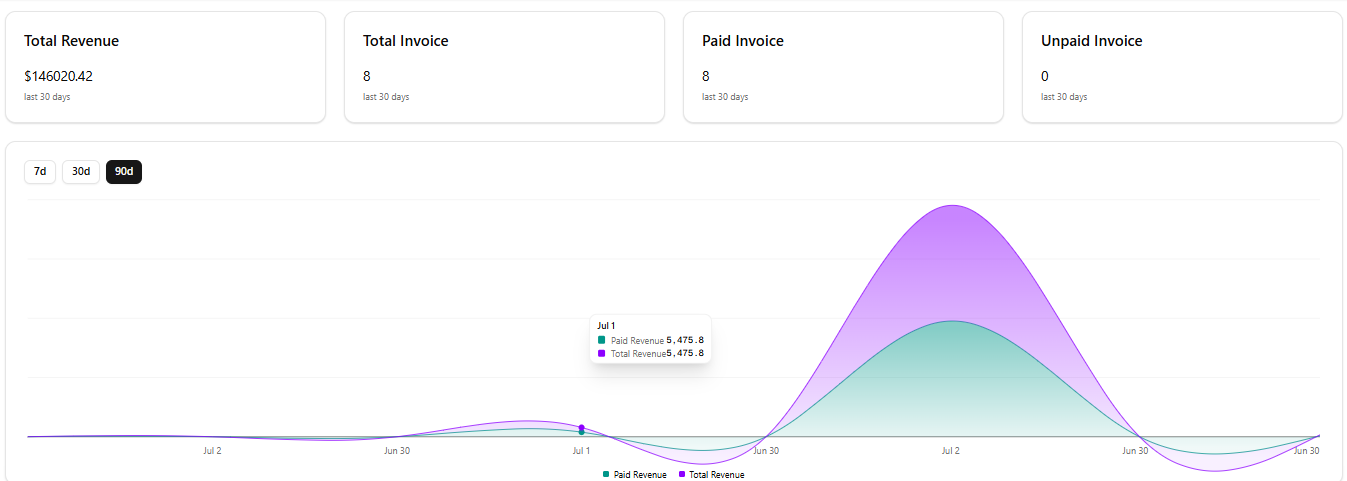 Total Revenue
$146020.42
last 30 days
Total Invoice
8
last 30 days
Paid Invoice
8
last 30 days
Unpaid Invoice
0
last 30 days
7d 30d 90d
Jul 1
Paid Revenue 5,475.8
Total Revenue5,475.8
Jul 2 Jun 30 Jul 1 Jun 30 Jul 2 Jun 30 Jun 30
Paid Revenue Total Revenue